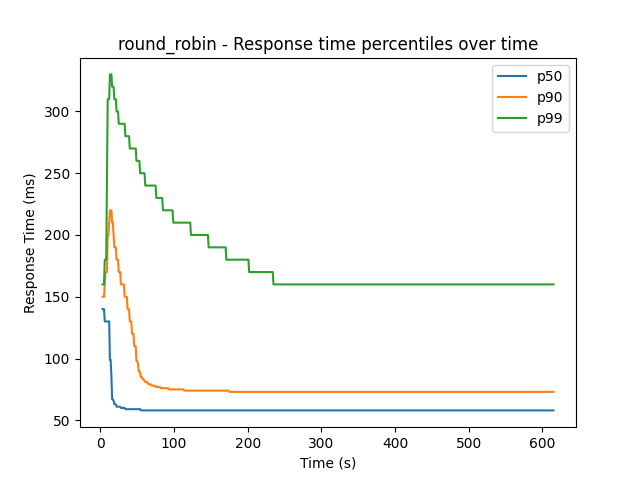 round_robin - Response time percentiles over time
p50
p90
p99
Response Time (ms)
300
250
200
150
100
50
0 100 200 300 400 500 600
Time (s)